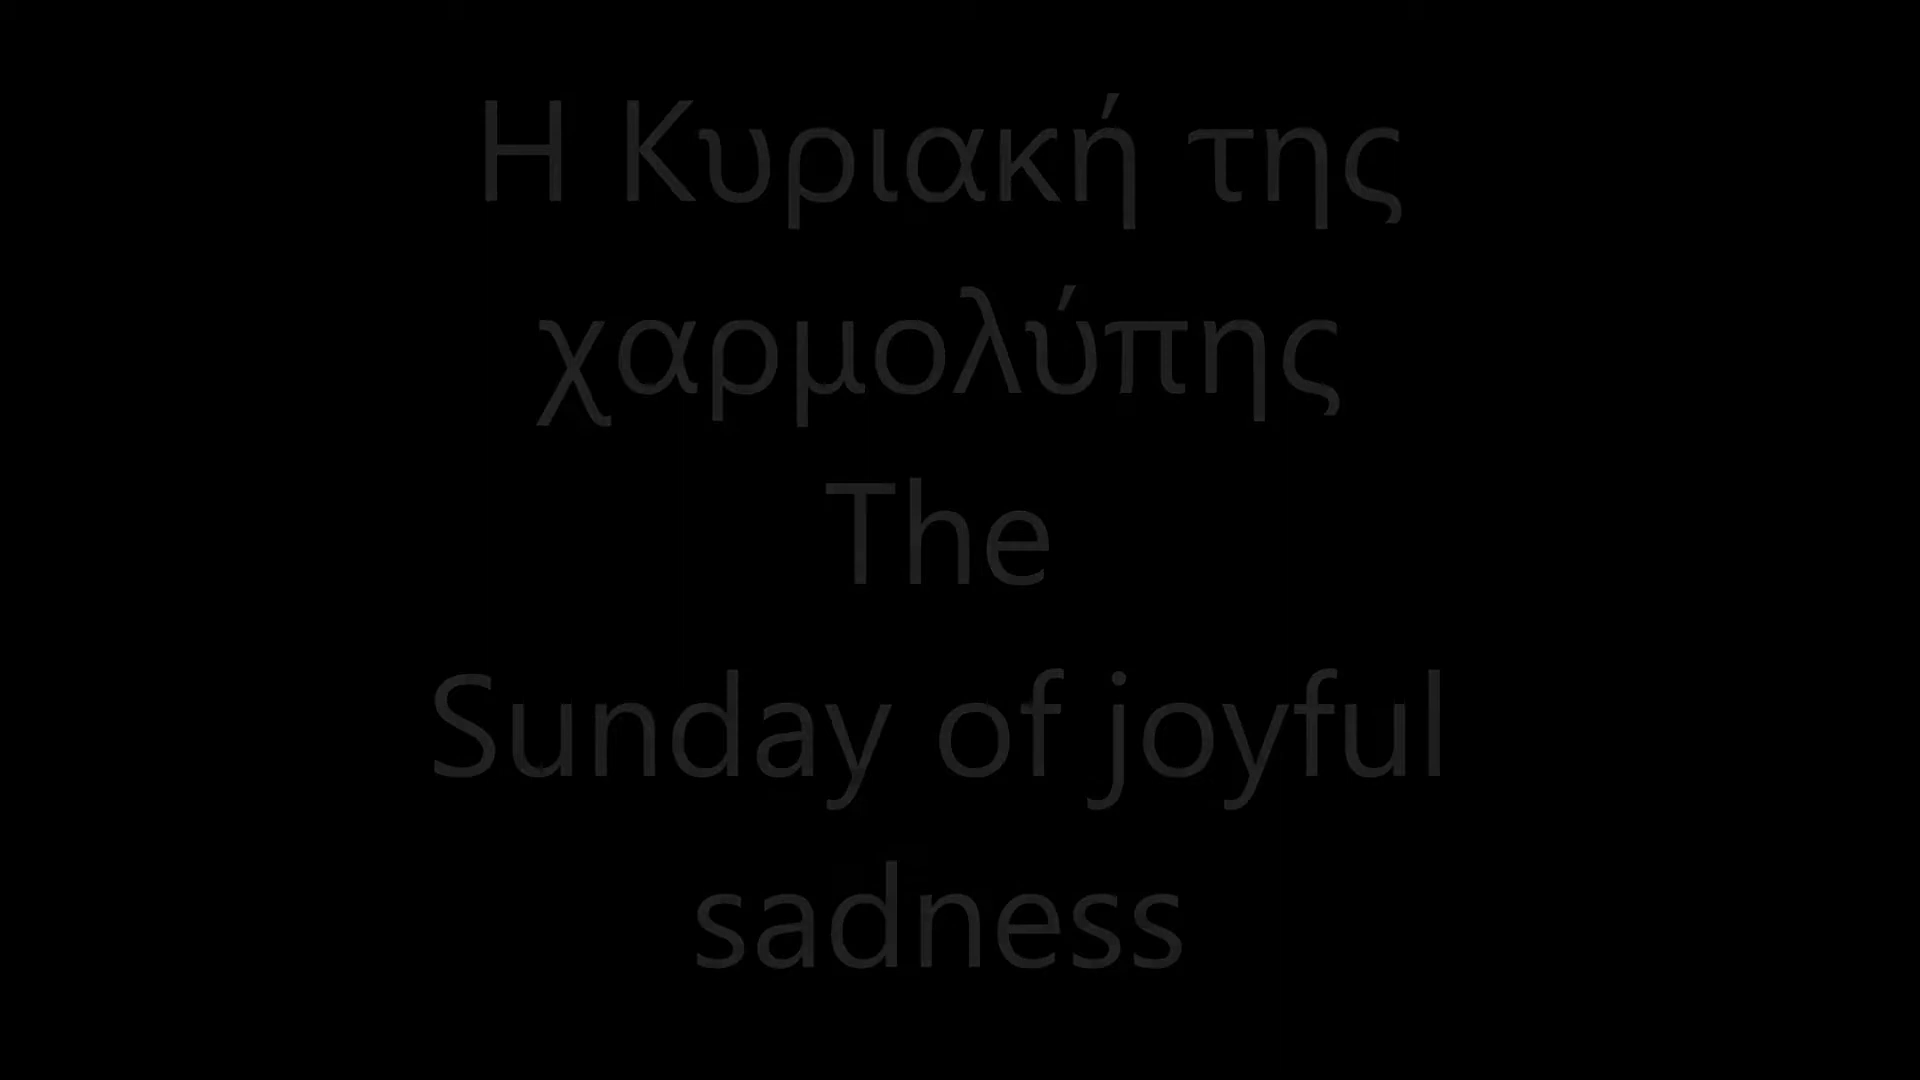 Η Κυριακή της
χαρμολύπης
The
Sunday of joyful
sadness